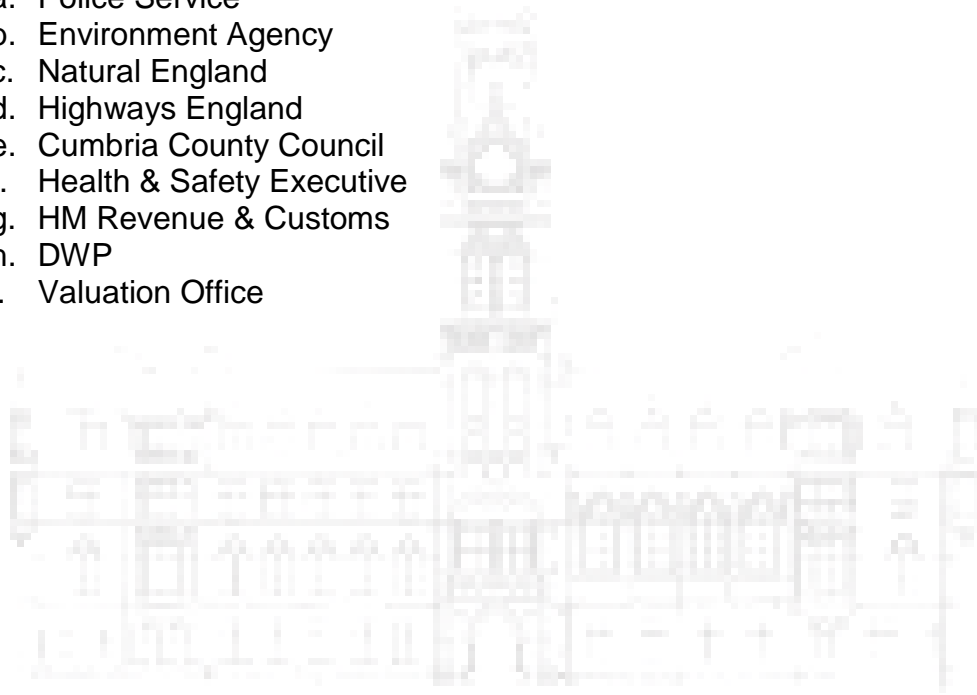 a. Police Service
b. Environment Agency
c. Natural England
d. Highways England
e. Cumbria County Council
. Health & Safety Executive
g. HM Revenue & Customs
h. DWP
. Valuation Office